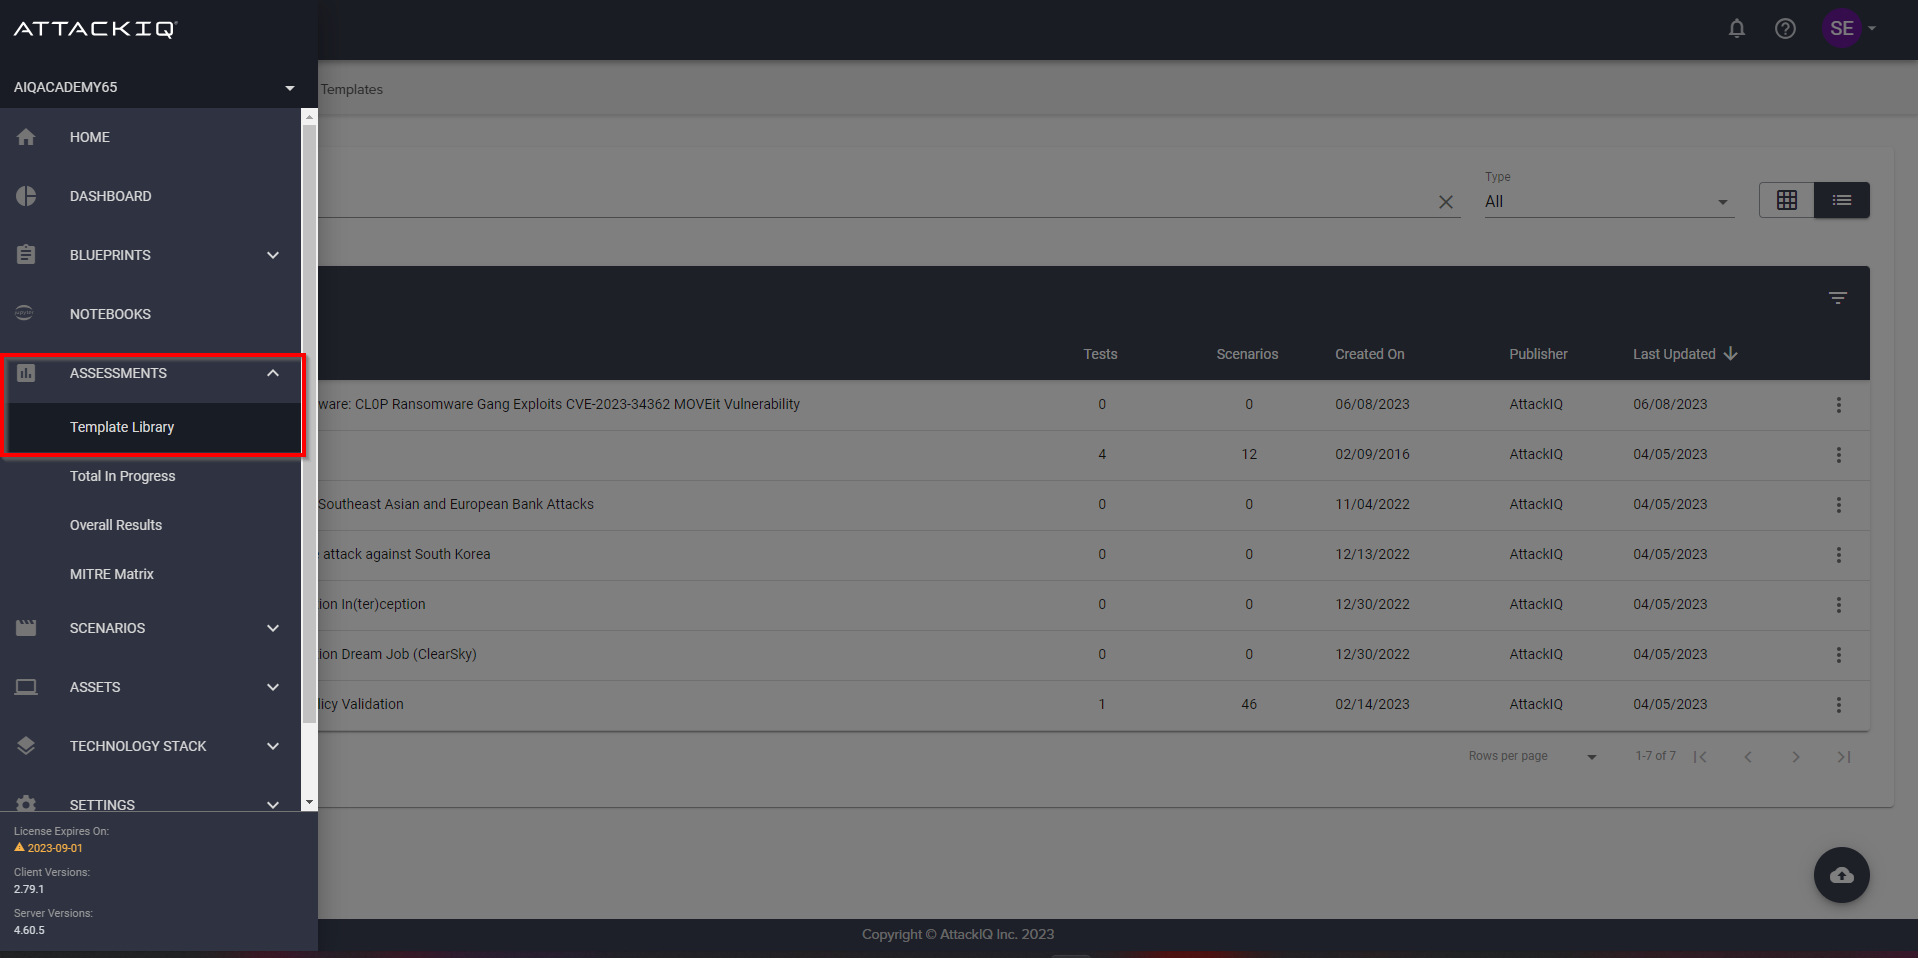 ATTACKIQ
SE
AIQACADEMY65
Templates
HOME
DASHBOARD
BLUEPRINTS
NOTEBOOKS
ASSESSMENTS
Template Library
Total In Progress
Overall Results
MITRE Matrix
SCENARIOS
ASSETS
TECHNOLOGY STACK
SETTINGS
License Expires On:
2023-09-01
Client Versions:
2.79.1
Server Versions:
4.60.5
Type
All
Tests Scenarios Created On Publisher Last Updated
ware: CL0P Ransomware Gang Exploits CVE-2023-34362 MOVEit Vulnerability 0 0 06/08/2023 AttackIQ 06/08/2023
4 12 02/09/2016 AttackIQ 04/05/2023
Southeast Asian and European Bank Attacks 0 0 11/04/2022 AttackIQ 04/05/2023
attack against South Korea 0 0 12/13/2022 AttackIQ 04/05/2023
ion In(ter)ception 0 0 12/30/2022 AttackIQ 04/05/2023
ion Dream Job (ClearSky) 0 0 12/30/2022 AttackIQ 04/05/2023
licy Validation 1 46 02/14/2023 AttackIQ 04/05/2023
Rows per page 1-7 of 7
Copyright © AttackIQ Inc. 2023